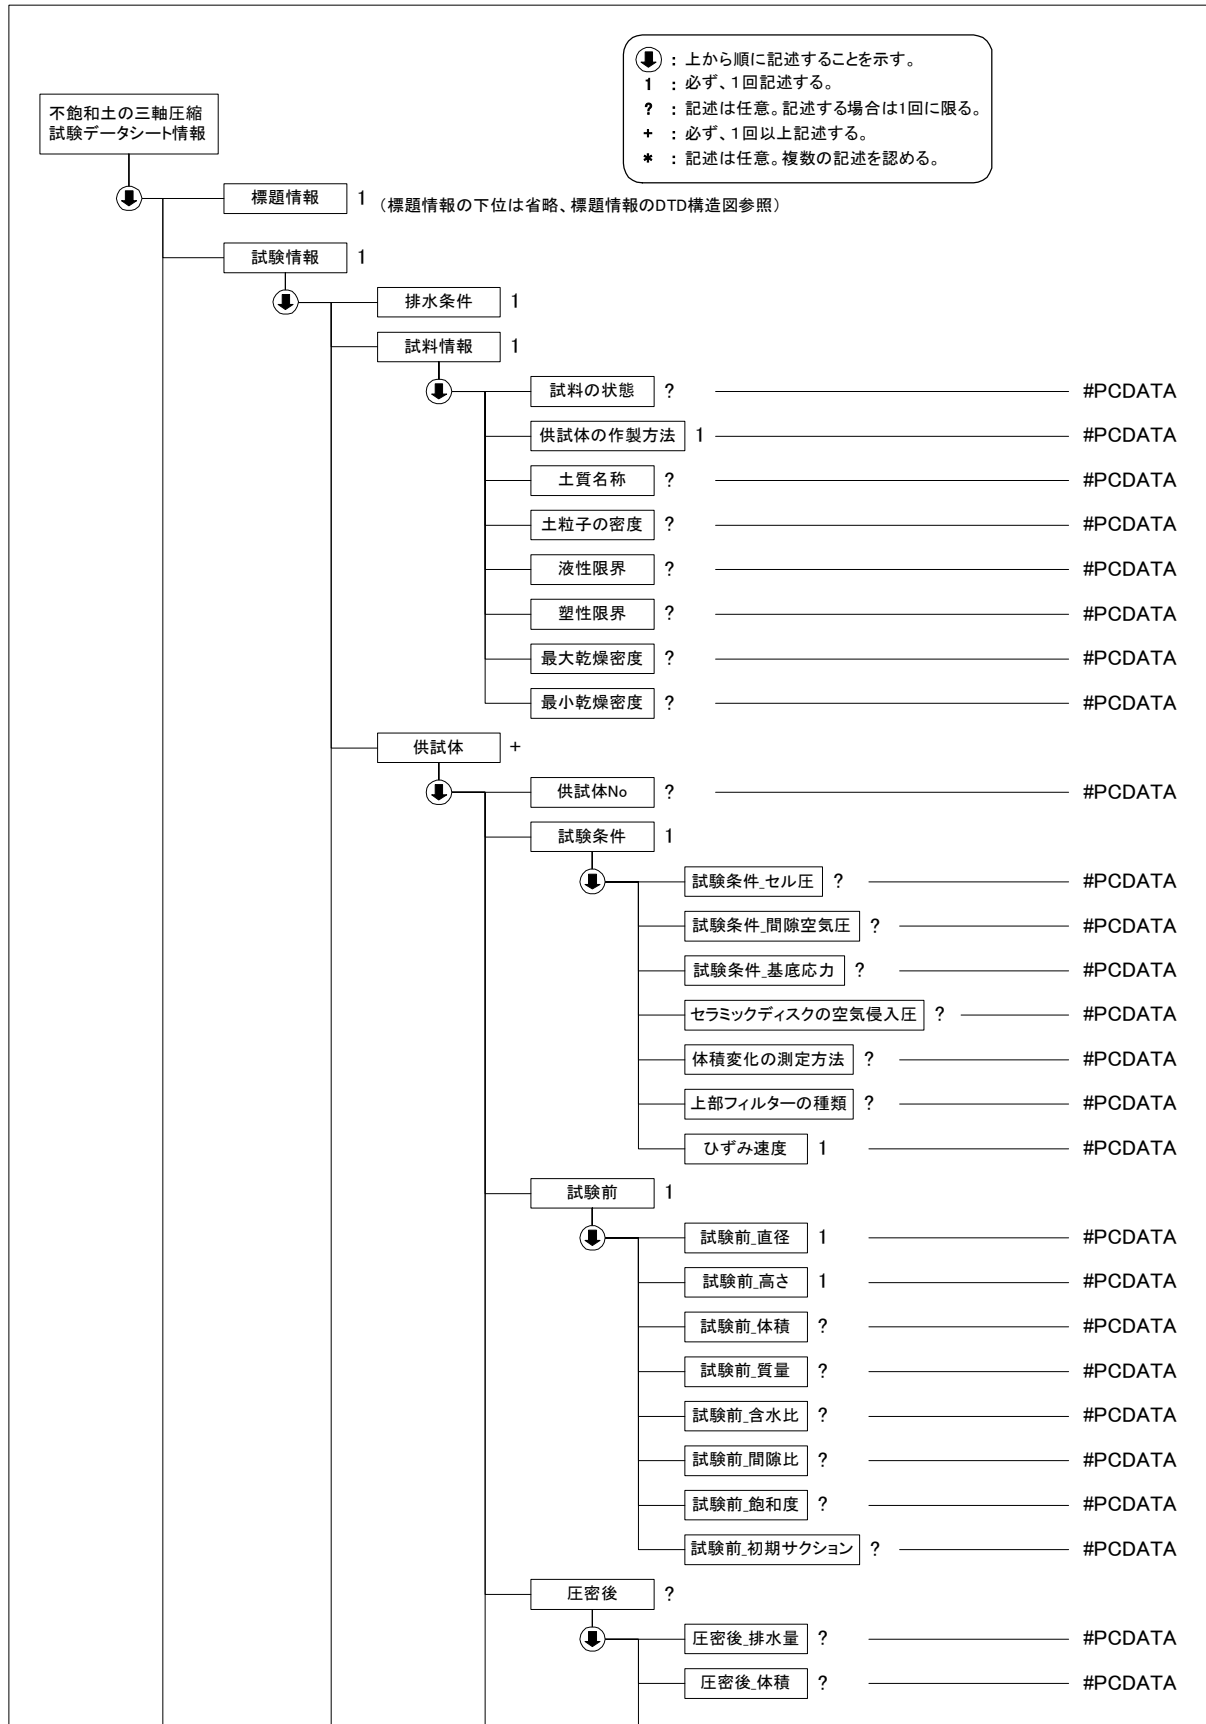 ：上から順に記述することを示す。
1：必ず、1回記述する。
?：記述は任意。記述する場合は1回に限る。
+：必ず、1回以上記述する。
*：記述は任意。複数の記述を認める。
不飽和土の三軸圧縮
試験データシート情報
標題情報 1 （標題情報の下位は省略、標題情報のDTD構造図参照）
試験情報 1
排水条件 1
試料情報 1
試料の状態 ? #PCDATA
供試体の作製方法 1 #PCDATA
土質名称 ? #PCDATA
土粒子の密度 ? #PCDATA
液性限界 ? #PCDATA
塑性限界 ? #PCDATA
最大乾燥密度 ? #PCDATA
最小乾燥密度 ? #PCDATA
供試体 +
供試体No ? #PCDATA
試験条件 1
試験条件_セル圧 ? #PCDATA
試験条件_間隙空気圧 ? #PCDATA
試験条件_基底応力 ? #PCDATA
セラミックディスクの空気侵入圧 ? #PCDATA
体積変化の測定方法 ? #PCDATA
上部フィルターの種類 ? #PCDATA
ひずみ速度 1 #PCDATA
試験前 1
試験前_直径 1 #PCDATA
試験前_高さ 1 #PCDATA
試験前_体積 ? #PCDATA
試験前_質量 ? #PCDATA
試験前_含水比 ? #PCDATA
試験前_間隙比 ? #PCDATA
試験前_飽和度 ? #PCDATA
試験前_初期サクション ? #PCDATA
圧密後 ?
圧密後_排水量 ? #PCDATA
圧密後_体積 ? #PCDATA